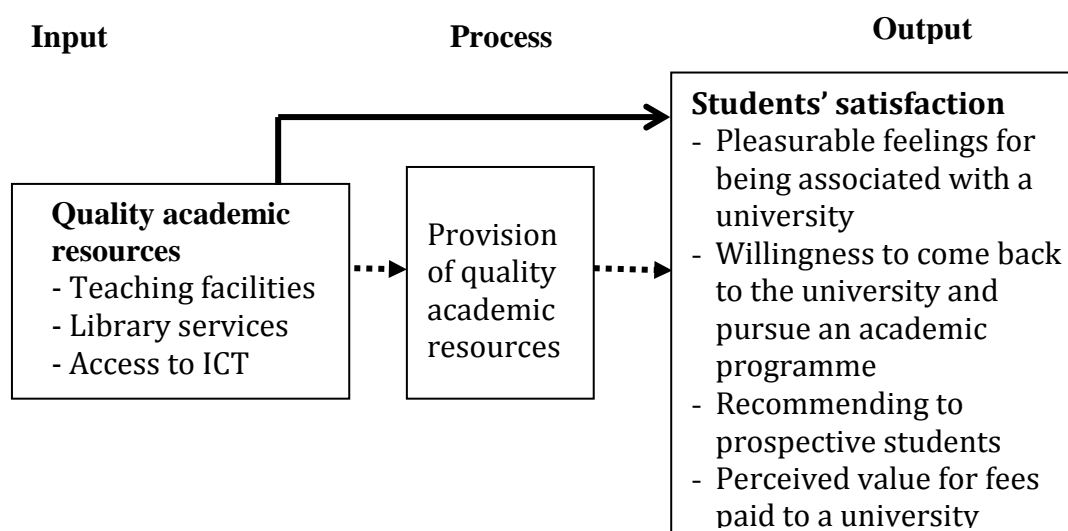 Input
Process
Output
Quality academic
resources
- Teaching facilities
- Library services
- Access to ICT
Provision
of quality
academic
resources
Students’ satisfaction
- Pleasurable feelings for
being associated with a
university
- Willingness to come back
to the university and
pursue an academic
programme
- Recommending to
prospective students
- Perceived value for fees
paid to a university